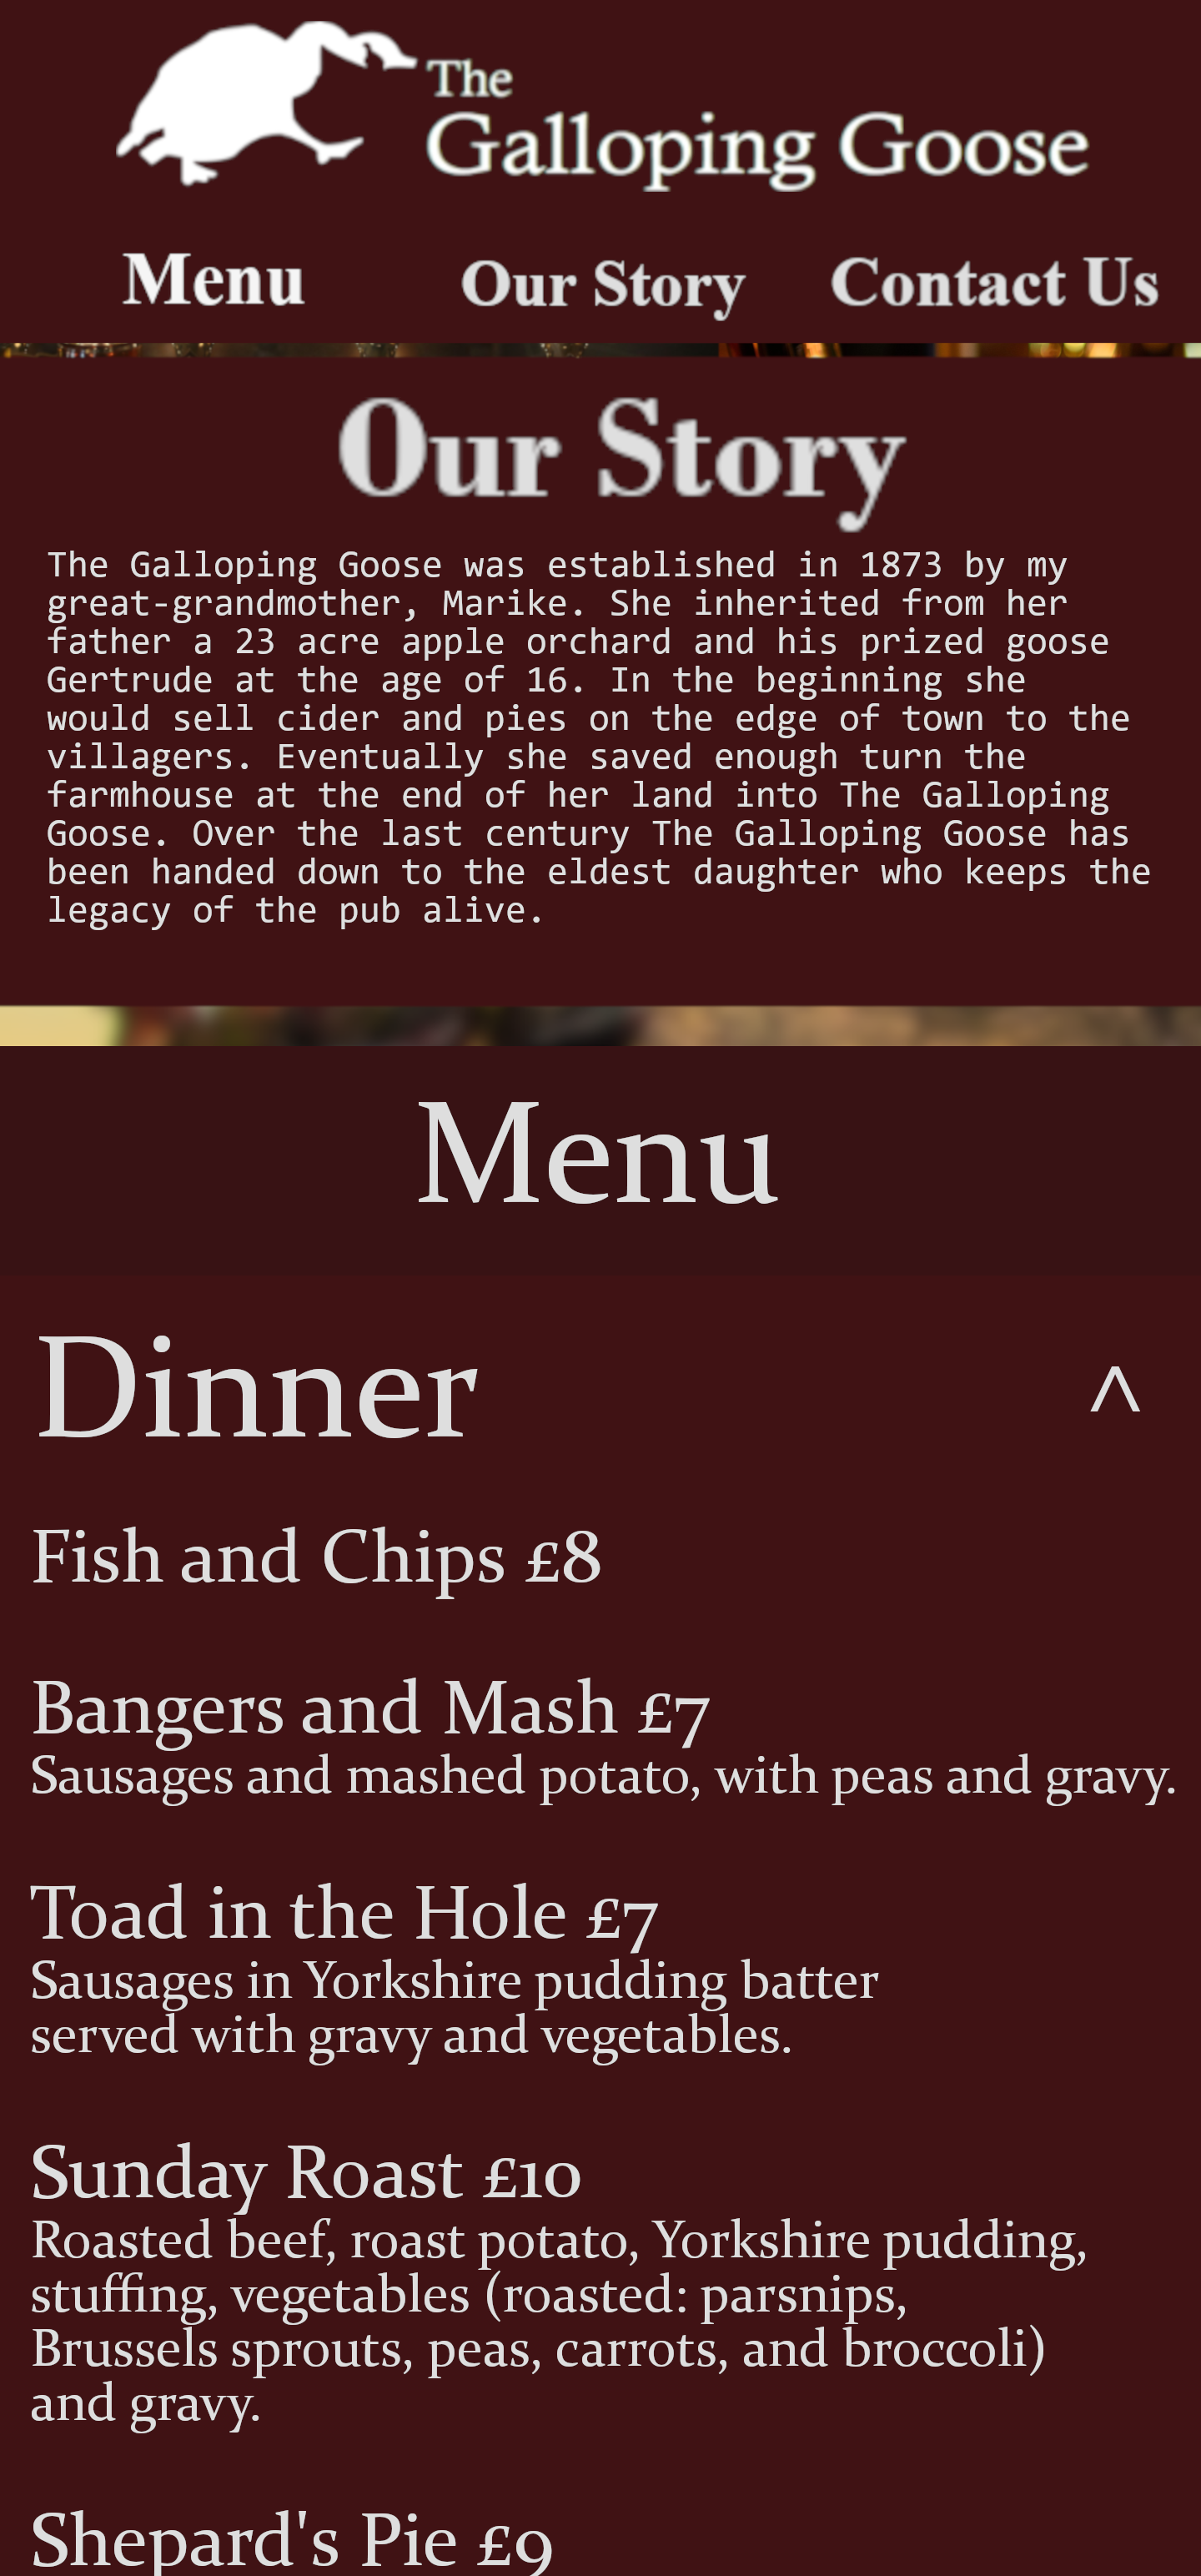 The
Galloping Goose
Menu Our Story Contact Us
Our Story
The Galloping Goose was established in 1873 by my
great-grandmother, Marike. She inherited from her
father a 23 acre apple orchard and his prized goose
Gertrude at the age of 16. In the beginning she
would sell cider and pies on the edge of town to the
villagers. Eventually she saved enough turn the
farmhouse at the end of her land into The Galloping
Goose. Over the last century The Galloping Goose has
been handed down to the eldest daughter who keeps the
legacy of the pub alive.
Menu
Dinner ^
Fish and Chips £8
Bangers and Mash £7
Sausages and mashed potato, with peas and gravy.
Toad in the Hole £7
Sausages in Yorkshire pudding batter
served with gravy and vegetables.
Sunday Roast £10
Roasted beef, roast potato, Yorkshire pudding,
stuffing, vegetables (roasted: parsnips,
Brussels sprouts, peas, carrots, and broccoli)
and gravy.
Shepard's Pie £9